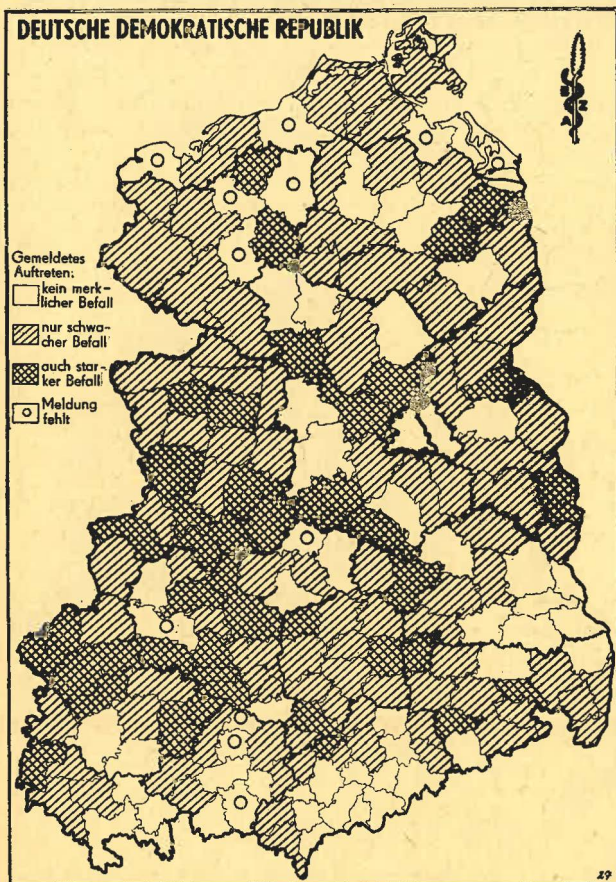 DEUTSCHE DEMOKRATISCHE REPUBLIK
Gemeldetes
Auftreten:
kein merk-
licher Befall
nur schwa-
cher Befall
auch star-
ker Befall
Meldung
fehlt
29